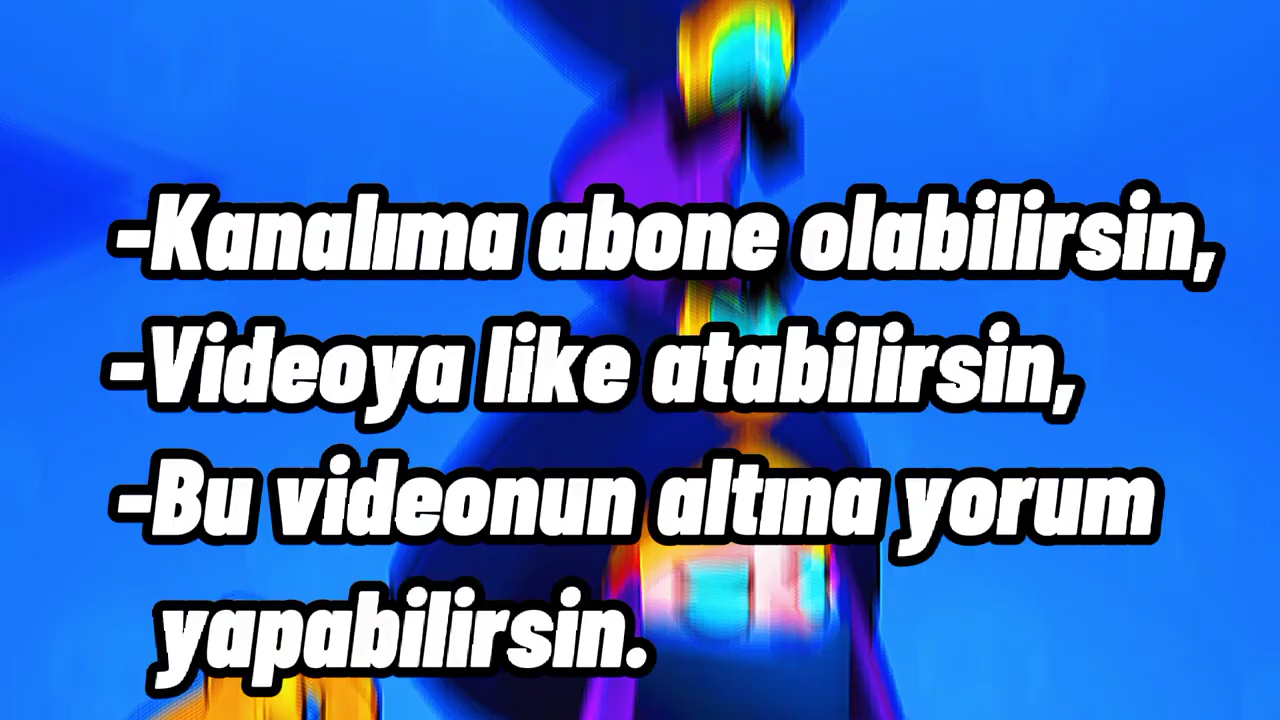 -Kanalıma abone olabilirsin,
-Videoya like atabilirsin,
-Bu videonun altına yorum
yapabilirsin.